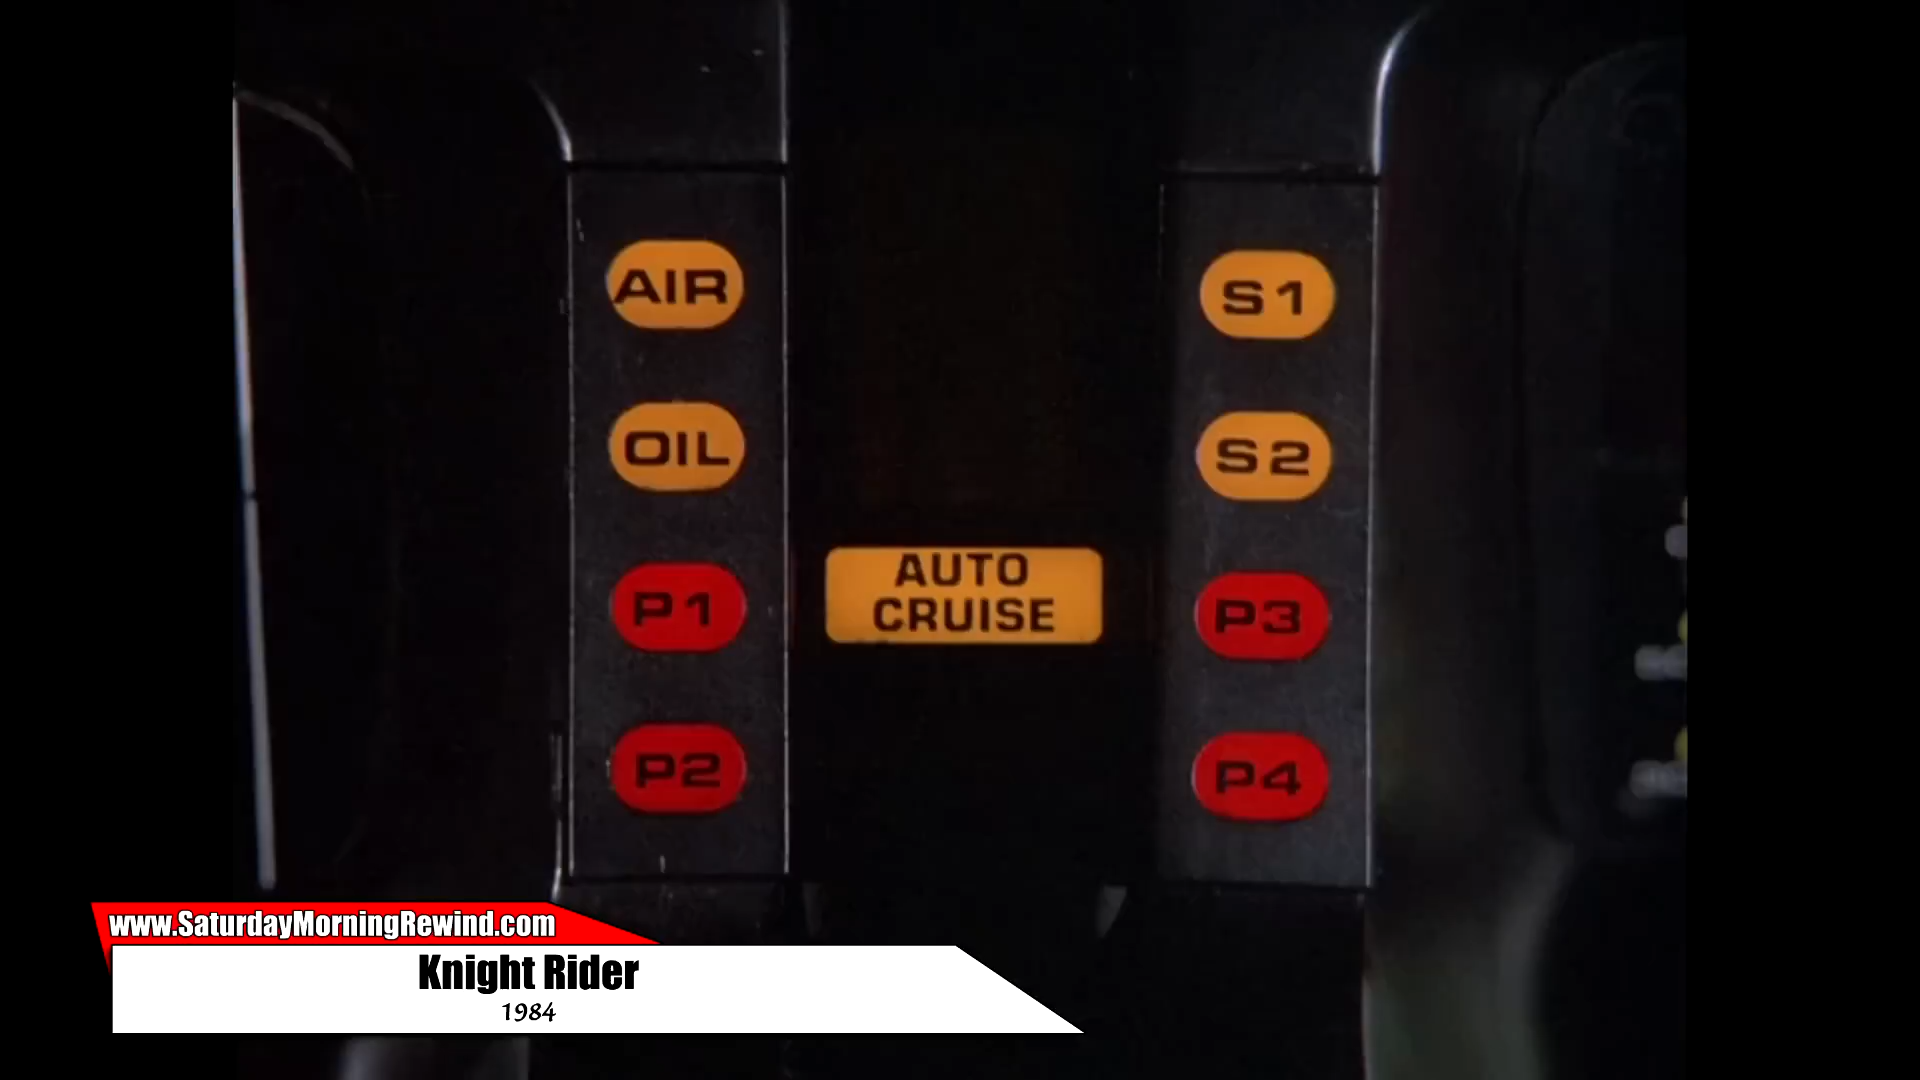 AIR
OIL
P1
P2
AUTO
CRUISE
S1
S2
P3
P4
www.SaturdayMorningRewind.com
Knight Rider
1984